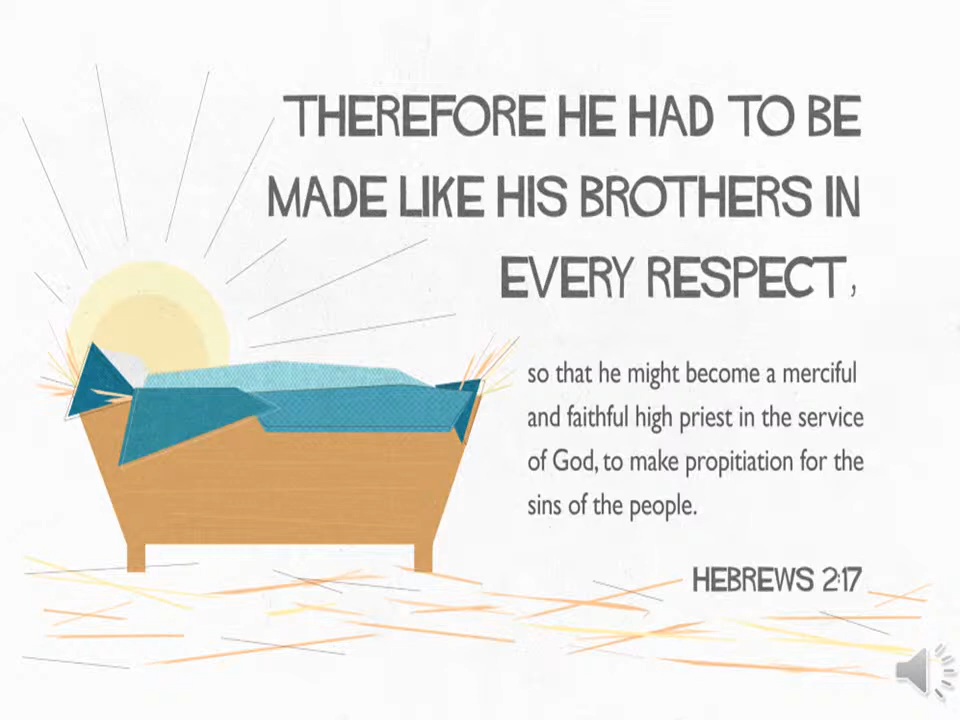 THEREFORE HE HAD TO BE
MADE LIKE HIS BROTHERS IN
EVERY RESPECT,
so that he might become a merciful
and faithful high priest in the service
of God, to make propitiation for the
sins of the people.
HEBREWS 2:17